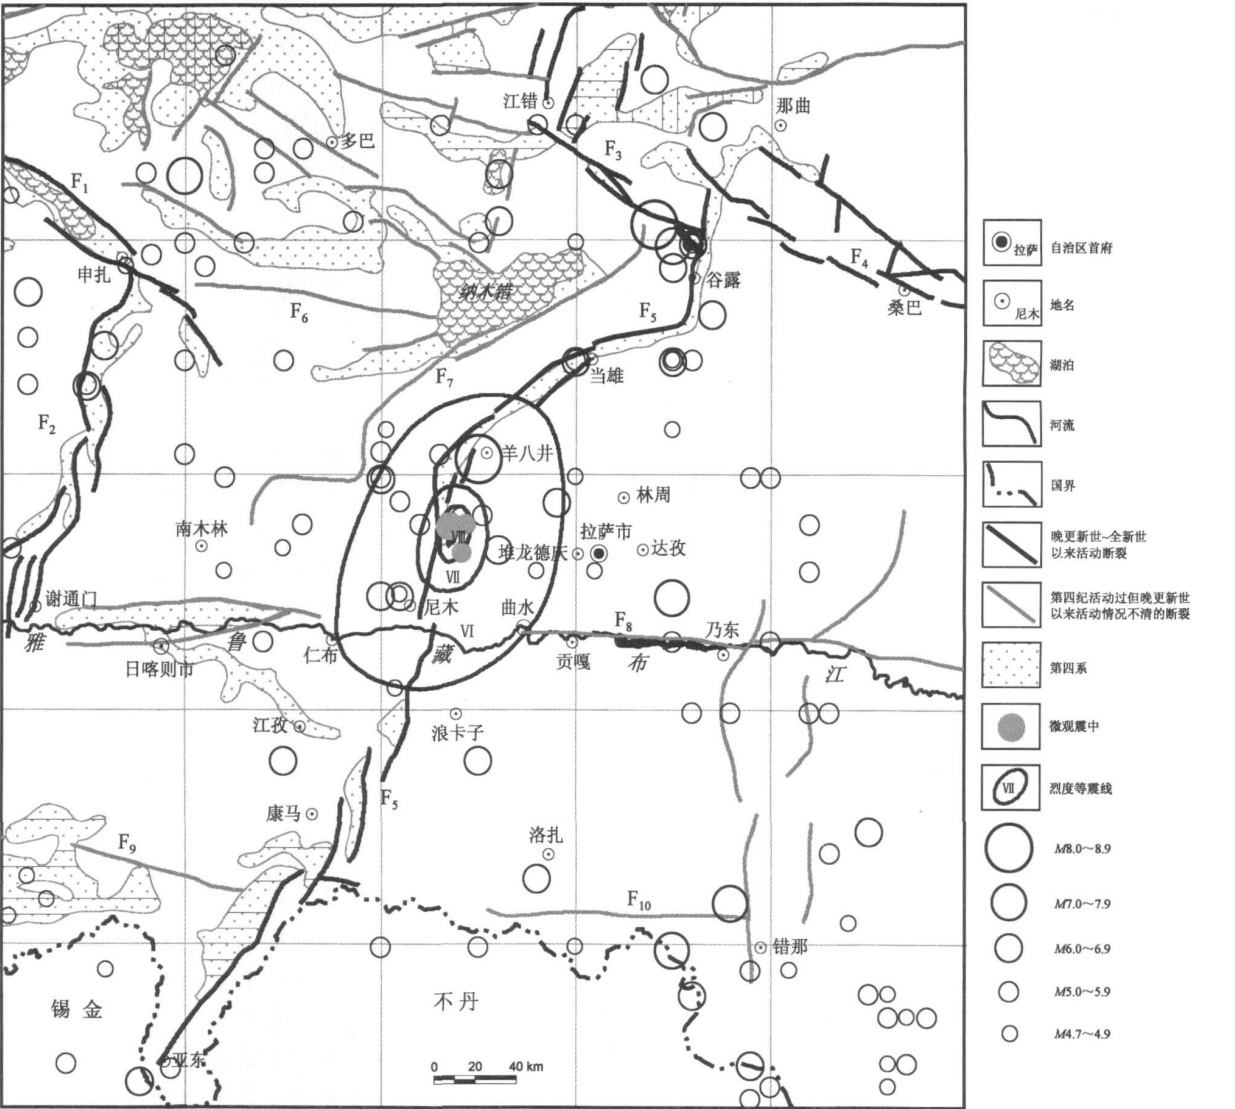 江错
那曲
多巴
F3
F1
F4
申扎
谷露
纳木错
桑巴
F6
F5
当雄
F7
F2
羊八井
林周
南木林
拉萨市
堆龙德庆
达孜
Ⅷ
Ⅶ
谢通门
尼木
曲水
Ⅵ
F8
乃东
雅
鲁
藏
布
江
仁布
贡嘎
日喀则市
江孜
浪卡子
F5
康马
F9
洛扎
F10
错那
锡金
不丹
亚东
0 20 40 km
拉萨 自治区首府
尼木 地名
湖泊
河流
国界
晚更新世~全新世
以来活动断裂
第四纪活动过但晚更新世
以来活动情况不清的断裂
第四系
微观震中
Ⅶ 烈度等震线
M8.0～8.9
M7.0～7.9
M6.0～6.9
M5.0～5.9
M4.7～4.9